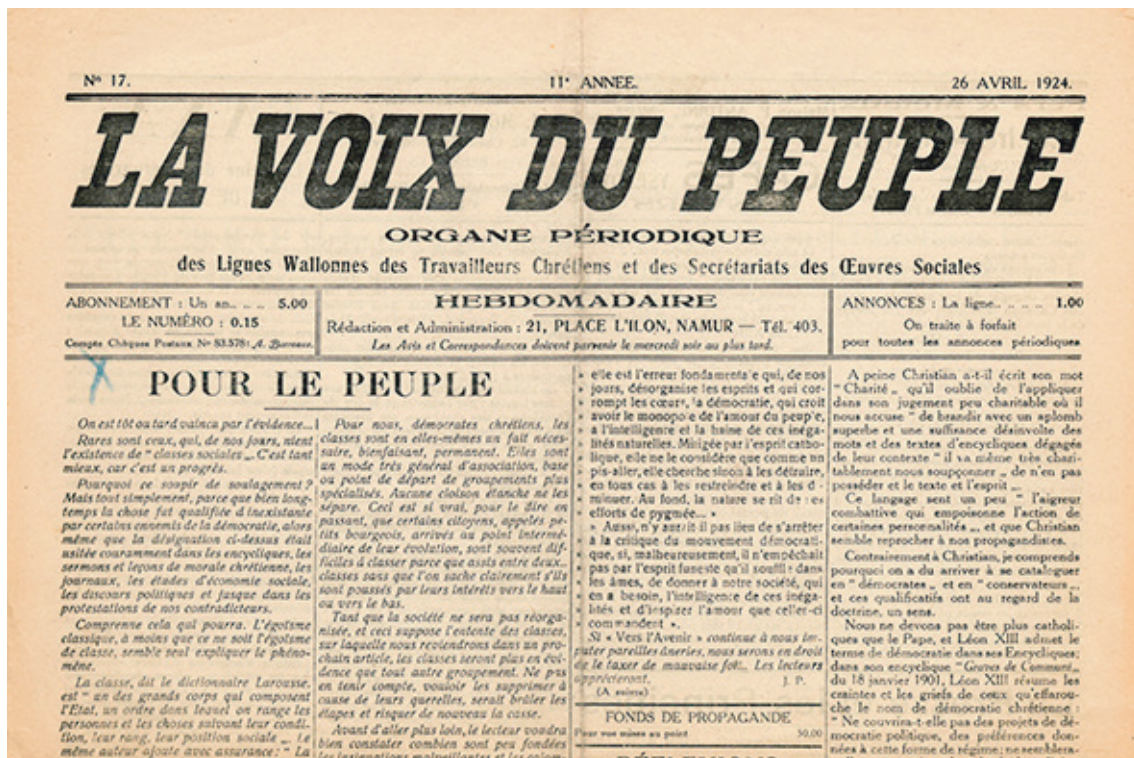 Nº 17.
11e ANNEE.
26 AVRIL 1924.
LA VOIX DU PEUPLE
ORGANE PÉRIODIQUE
des Ligues Wallonnes des Travailleurs Chrétiens et des Secrétariats des Œuvres Sociales
ABONNEMENT : Un an.. .. .. 5.00
LE NUMÉRO : 0.15
Compte Chèques Postaux Nº 83.578: A. Bureaux.
HEBDOMADAIRE
Rédaction et Administration : 21, PLACE L'ILON, NAMUR — Tél. 403.
Les Avis et Correspondances doivent parvenir le mercredi soir au plus tard.
ANNONCES : La ligne.. .. .. 1.00
On traite à forfait
pour toutes les annonces périodiques
POUR LE PEUPLE
On est tôt ou tard vaincu par l'évidence...
Rares sont ceux, qui, de nos jours, nient
l'existence de “ classes sociales „. C'est tant
mieux, car c'est un progrès.
Pourquoi ce soupir de soulagement ?
Mais tout simplement, parce que bien long-
temps la chose fut qualifiée d'inexistante
par certains ennemis de la démocratie, alors
même que la désignation ci-dessus était
usitée couramment dans les encycliques, les
sermons et leçons de morale chrétienne, les
journaux, les études d'économie sociale,
les discours politiques et jusque dans les
protestations de nos contradicteurs.
Comprenne cela qui pourra. L'égoïsme
classique, à moins que ce ne soit l'égoïsme
de classe, semble seul expliquer le phéno-
mène.
La classe, dit le dictionnaire Larousse,
est “ un des grands corps qui composent
l'Etat, un ordre dans lequel on range les
personnes et les choses suivant leur condi-
tion, leur rang, leur position sociale „. Le
même auteur ajoute avec assurance : “ La
Pour nous, démocrates chrétiens, les
classes sont en elles-mêmes un fait néces-
saire, bienfaisant, permanent. Elles sont
un mode très général d'association, base
ou point de départ de groupements plus
spécialisés. Aucune cloison étanche ne les
sépare. Ceci est si vrai, pour le dire en
passant, que certains citoyens, appelés pe-
tits bourgeois, arrivés au point intermé-
diaire de leur évolution, sont souvent dif-
ficiles à classer parce que assis entre deux...
classes sans que l'on sache clairement s'ils
sont poussés par leurs intérêts vers le haut
ou vers le bas.
Tant que la société ne sera pas réorga-
nisée, et ceci suppose l'entente des classes,
sur laquelle nous reviendrons dans un pro-
chain article, les classes seront plus en évi-
dence que tout autre groupement. Ne pas
en tenir compte, vouloir les supprimer à
cause de leurs querelles, serait brûler les
étapes et risquer de nouveau la casse.
Avant d'aller plus loin, le lecteur voudra
bien constater combien sont peu fondées
les insinuations malveillantes et les calom-
» elle est l'erreur fondamentale qui, de nos
» jours, désorganise les esprits et qui cor-
» rompt les cœurs, la démocratie, qui croit
» avoir le monopole de l'amour du peuple,
» a l'inintelligence et la haine de ces inéga-
» lités naturelles. Mitigée par l'esprit catho-
» lique, elle ne le considère que comme un
» pis-aller, elle cherche sinon à les détruire,
» en tous cas à les restreindre et à les di-
» minuer. Au fond, la nature se rit de ces
» efforts de pygmée... »
» Aussi, n'y aurait il pas lieu de s'arrêter
» à la critique du mouvement démocrati-
» que, si, malheureusement, il n'empêchait
» pas par l'esprit funeste qu'il souffle dans
» les âmes, de donner à notre société, qui
» en a besoin, l'intelligence de ces inéga-
» lités et d'inspirer l'amour que celles-ci
» commandent ».
Si « Vers l'Avenir » continue à nous im-
puter pareilles âneries, nous serons en droit
de le taxer de mauvaise foi... Les lecteurs
apprécieront. J. P.
(A suivre)
FONDS DE PROPAGANDE
Pour vos mises au point 50.00
A peine Christian a-t-il écrit son mot
“ Charité „ qu'il oublie de l'appliquer
dans son jugement peu charitable où il
nous accuse “ de brandir avec un aplomb
superbe et une suffisance désinvolte des
mots et des textes d'encycliques dégagés
de leur contexte “ il va même très chari-
tablement nous soupçonner „ de n'en pas
posséder et le texte et l'esprit „.
Ce langage sent un peu “ l'aigreur
combattive qui empoisonne l'action de
certaines personnalités „ et que Christian
semble reprocher à nos propagandistes.
Contrairement à Christian, je comprends
pourquoi on a du arriver à se cataloguer
en “ démocrates „ et en “ conservateurs „
et ces qualificatifs ont au regard de la
doctrine, un sens.
Nous ne devons pas être plus catholi-
ques que le Pape, et Léon XIII admet le
terme de démocratie dans ses Encycliques;
dans son encyclique “Graves de Communi„
du 18 janvier 1901, Léon XIII résume les
craintes et les griefs de ceux qu'effarou-
che le nom de démocratie chrétienne :
“ Ne couvrira-t-elle pas des projets de dé-
mocratie politique, des préférences don-
nées à cette forme de régime; ne semblera-